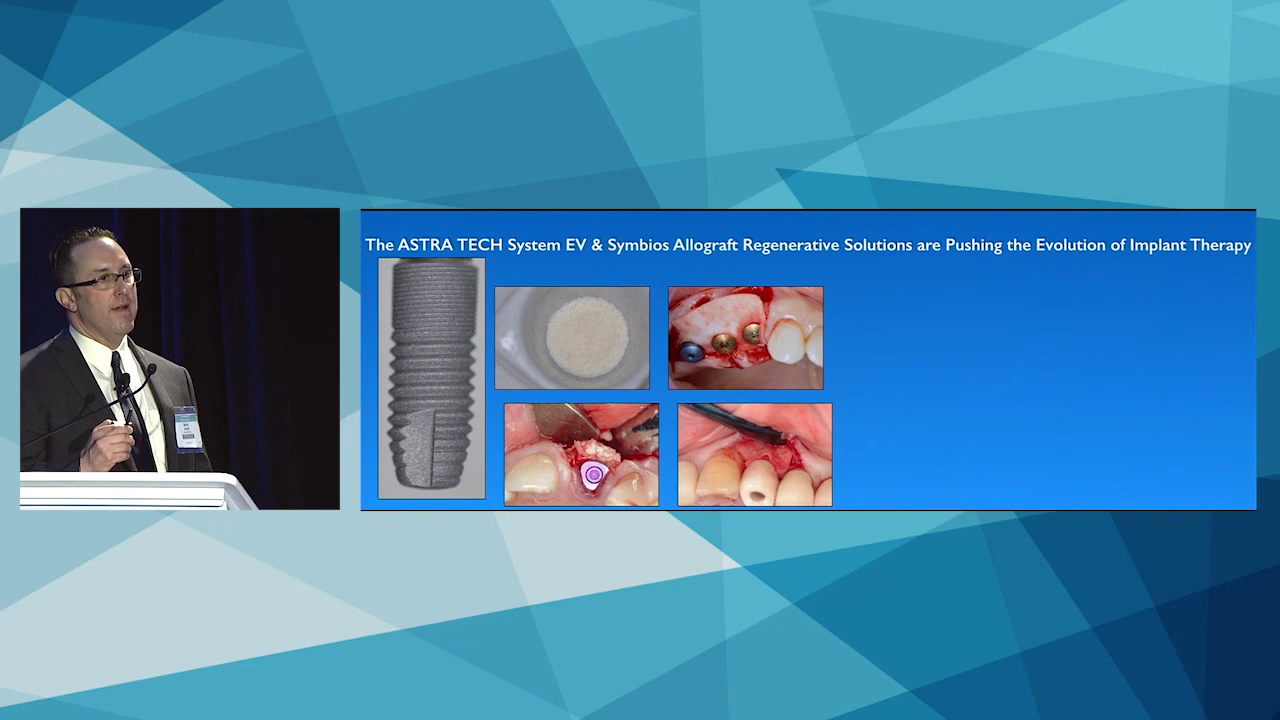 The ASTRA TECH System EV & Symbios Allograft Regenerative Solutions are Pushing the Evolution of Implant Therapy